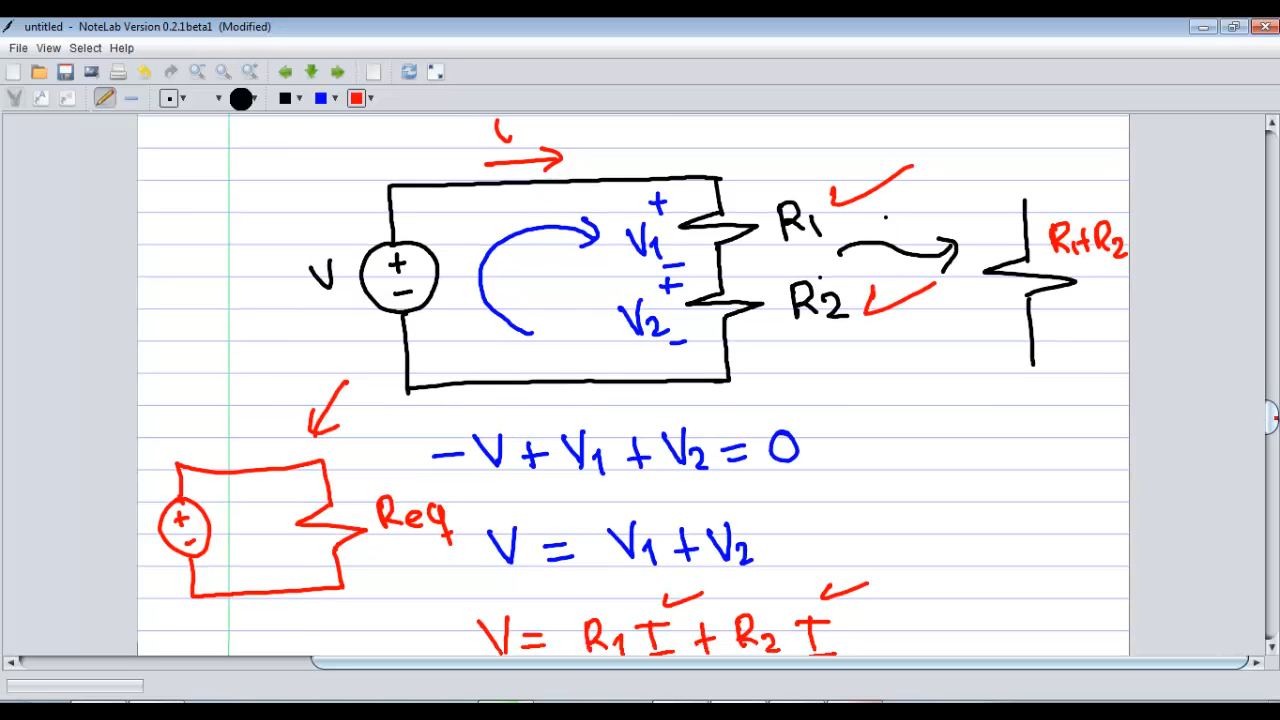 untitled - NoteLab Version 0.2.1beta1 (Modified)
File View Select Help
+
V1
−
R1
R1+R2
V
+
−
+
V2
−
R2
−V + V1 + V2 = 0
+
−
Req
V = V1 + V2
V = R1 I + R2 I